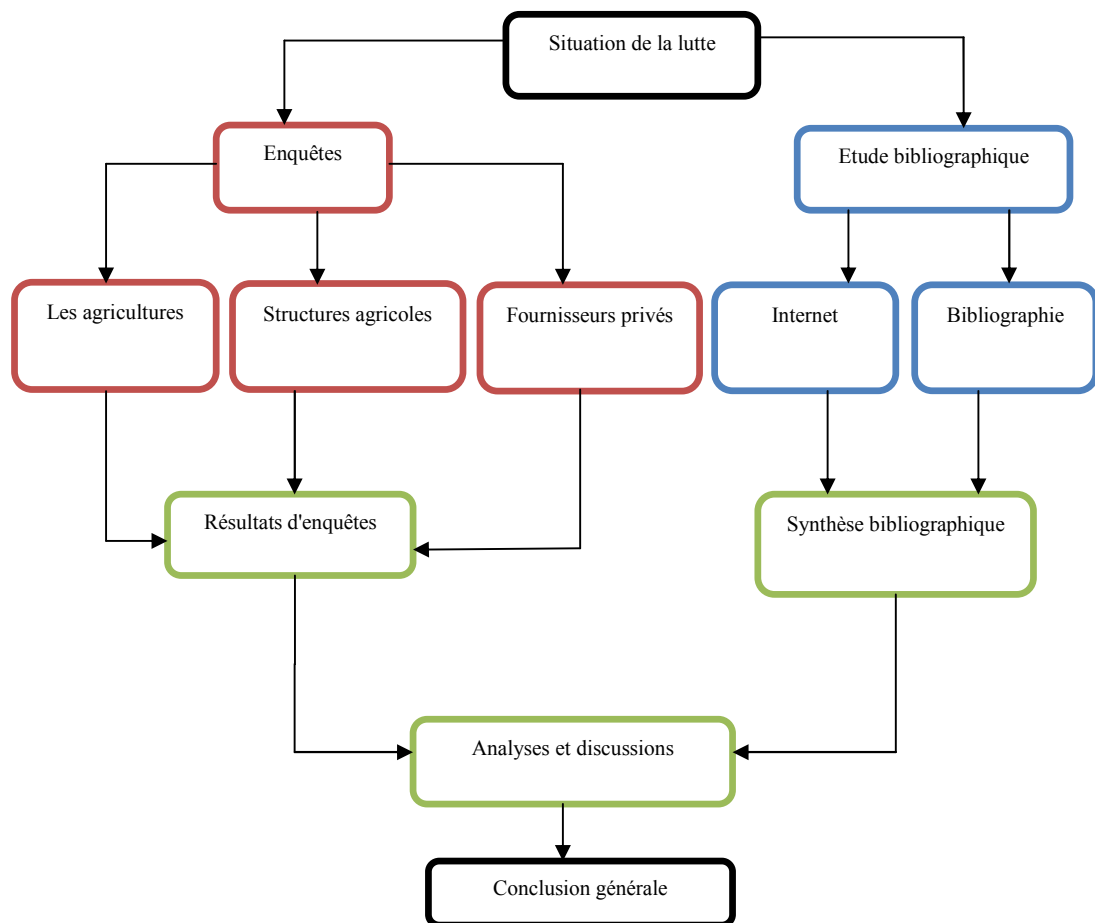 Situation de la lutte
Enquêtes
Etude bibliographique
Les agricultures
Structures agricoles
Fournisseurs privés
Internet
Bibliographie
Résultats d'enquêtes
Synthèse bibliographique
Analyses et discussions
Conclusion générale